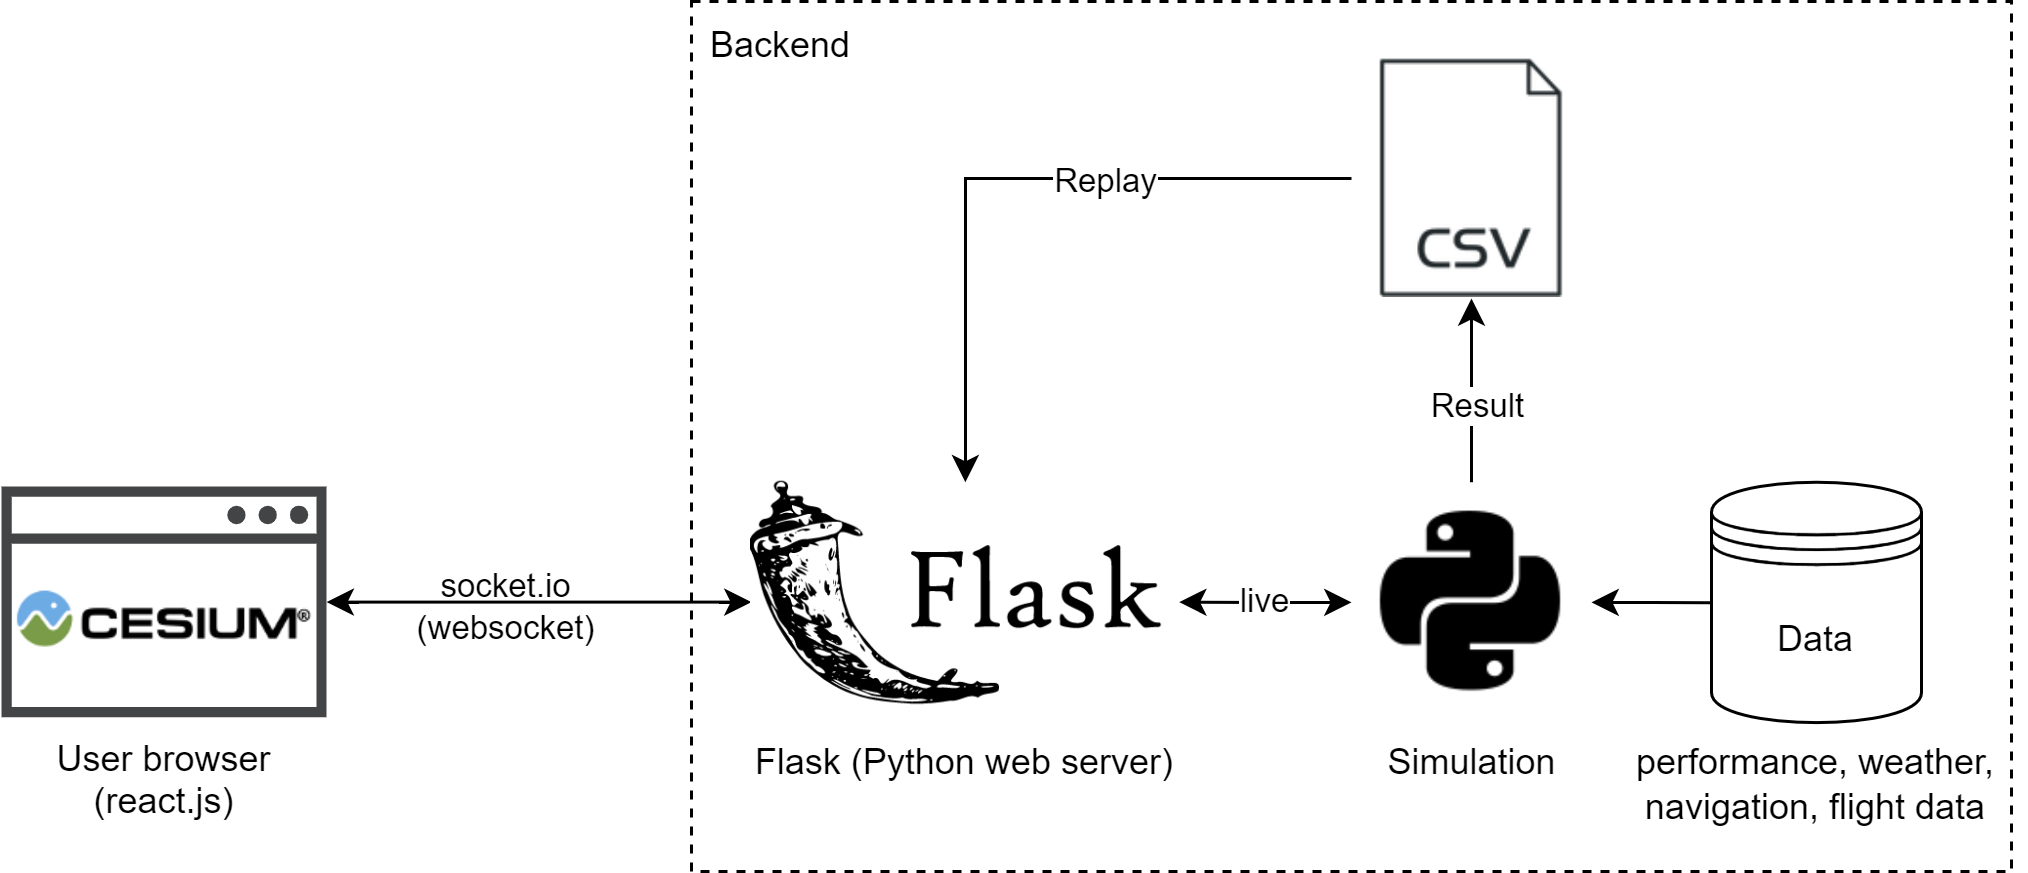 Backend
CSV
Replay
Result
CESIUM®
socket.io
(websocket)
Flask
live
Data
User browser
(react.js)
Flask (Python web server)
Simulation
performance, weather,
navigation, flight data